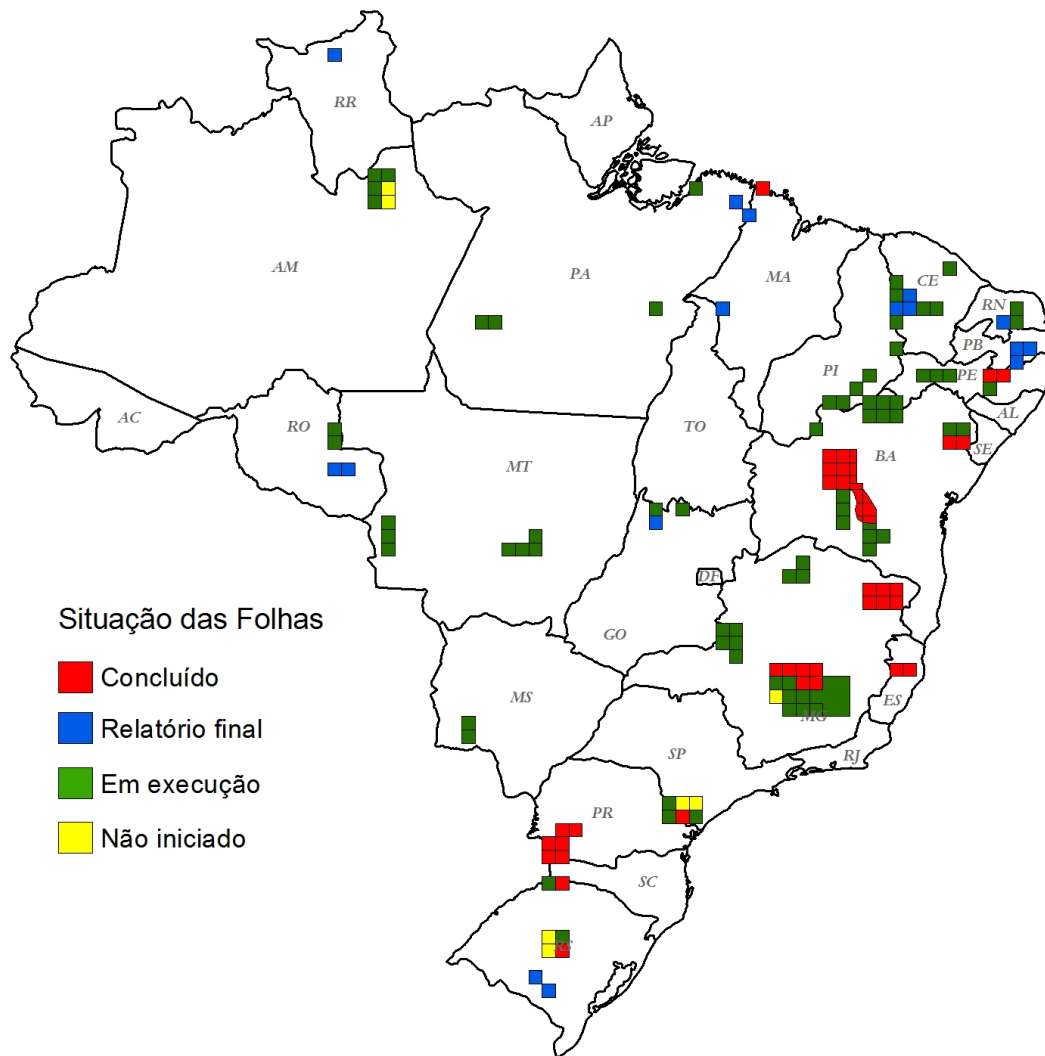 RR
AP
AM
PA
MA
CE
RN
PB
PI
PE
AC
AL
RO
TO
SE
BA
MT
DF
Situação das Folhas
GO
Concluído
MS
ES
Relatório final
MG
RJ
SP
Em execução
PR
Não iniciado
SC
RS